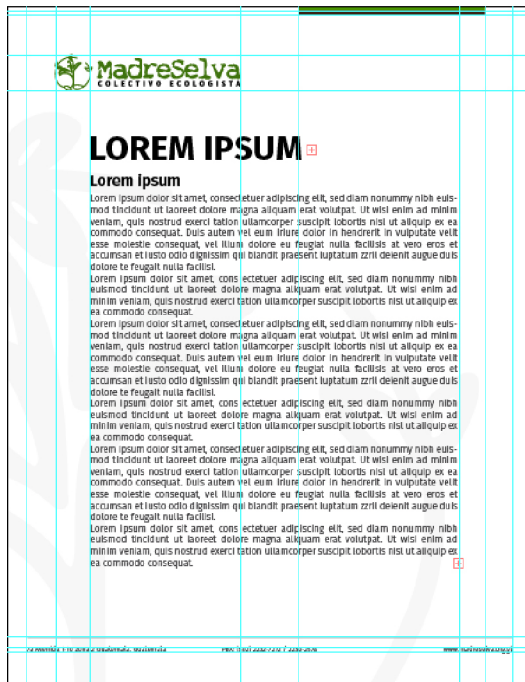 MadreSelva
COLECTIVO ECOLOGISTA
LOREM IPSUM
Lorem ipsum
Lorem ipsum dolor sit amet, consectetuer adipiscing elit, sed diam nonummy nibh euis-
mod tincidunt ut laoreet dolore magna aliquam erat volutpat. Ut wisi enim ad minim
veniam, quis nostrud exerci tation ullamcorper suscipit lobortis nisl ut aliquip ex ea
commodo consequat. Duis autem vel eum iriure dolor in hendrerit in vulputate velit
esse molestie consequat, vel illum dolore eu feugiat nulla facilisis at vero eros et
accumsan et iusto odio dignissim qui blandit praesent luptatum zzril delenit augue duis
dolore te feugait nulla facilisi.
Lorem ipsum dolor sit amet, cons ectetuer adipiscing elit, sed diam nonummy nibh
euismod tincidunt ut laoreet dolore magna aliquam erat volutpat. Ut wisi enim ad
minim veniam, quis nostrud exerci tation ullamcorper suscipit lobortis nisl ut aliquip ex
ea commodo consequat.
Lorem ipsum dolor sit amet, consectetuer adipiscing elit, sed diam nonummy nibh euis-
mod tincidunt ut laoreet dolore magna aliquam erat volutpat. Ut wisi enim ad minim
veniam, quis nostrud exerci tation ullamcorper suscipit lobortis nisl ut aliquip ex ea
commodo consequat. Duis autem vel eum iriure dolor in hendrerit in vulputate velit
esse molestie consequat, vel illum dolore eu feugiat nulla facilisis at vero eros et
accumsan et iusto odio dignissim qui blandit praesent luptatum zzril delenit augue duis
dolore te feugait nulla facilisi.
Lorem ipsum dolor sit amet, cons ectetuer adipiscing elit, sed diam nonummy nibh
euismod tincidunt ut laoreet dolore magna aliquam erat volutpat. Ut wisi enim ad
minim veniam, quis nostrud exerci tation ullamcorper suscipit lobortis nisl ut aliquip ex
ea commodo consequat.
Lorem ipsum dolor sit amet, consectetuer adipiscing elit, sed diam nonummy nibh euis-
mod tincidunt ut laoreet dolore magna aliquam erat volutpat. Ut wisi enim ad minim
veniam, quis nostrud exerci tation ullamcorper suscipit lobortis nisl ut aliquip ex ea
commodo consequat. Duis autem vel eum iriure dolor in hendrerit in vulputate velit
esse molestie consequat, vel illum dolore eu feugiat nulla facilisis at vero eros et
accumsan et iusto odio dignissim qui blandit praesent luptatum zzril delenit augue duis
dolore te feugait nulla facilisi.
Lorem ipsum dolor sit amet, cons ectetuer adipiscing elit, sed diam nonummy nibh
euismod tincidunt ut laoreet dolore magna aliquam erat volutpat. Ut wisi enim ad
minim veniam, quis nostrud exerci tation ullamcorper suscipit lobortis nisl ut aliquip ex
ea commodo consequat.